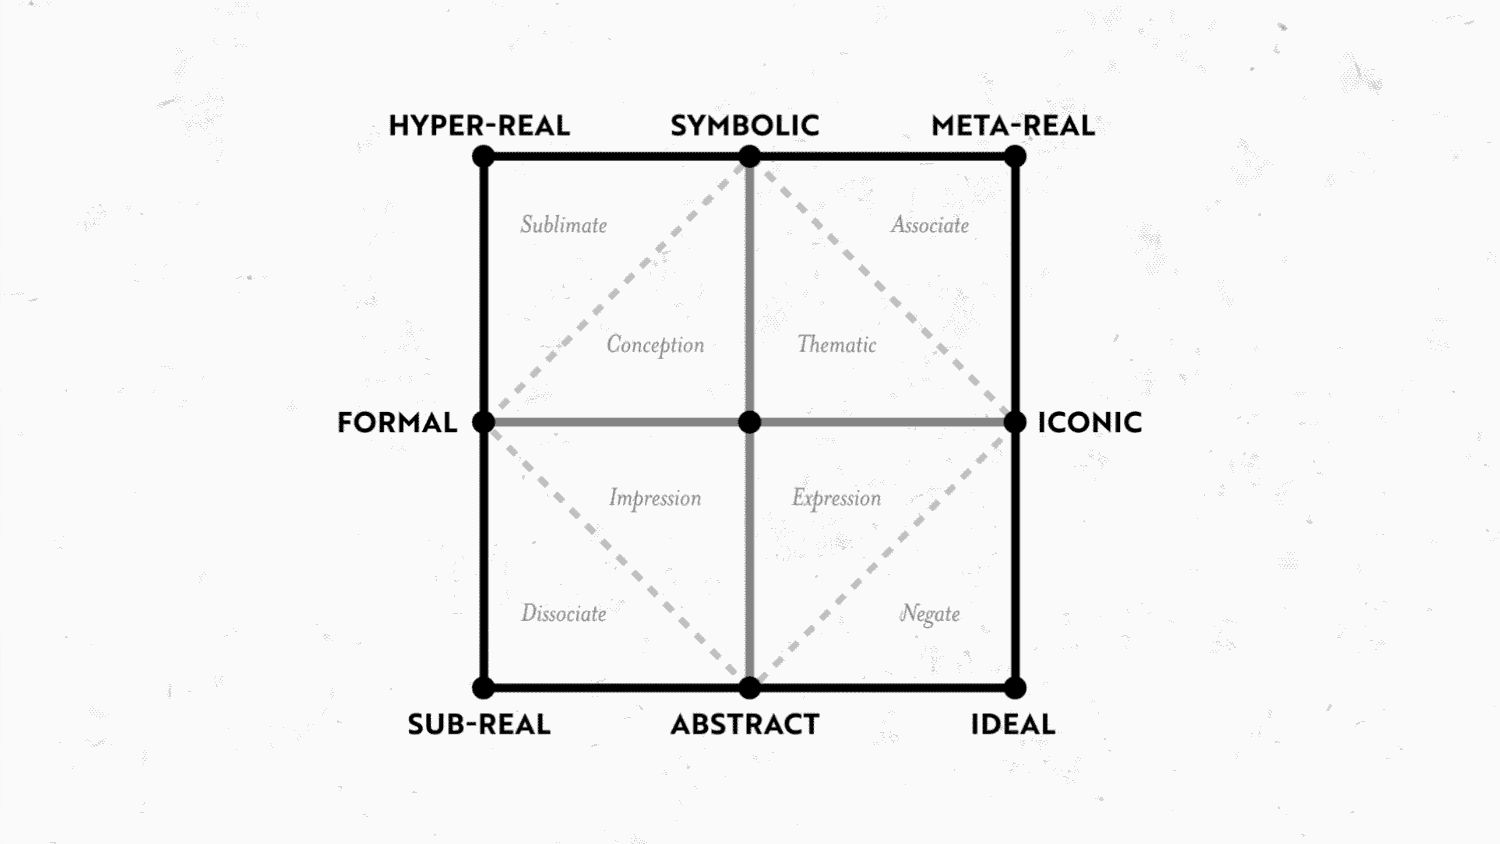 HYPER-REAL SYMBOLIC META-REAL
Sublimate Associate
Conception Thematic
FORMAL ICONIC
Impression Expression
Dissociate Negate
SUB-REAL ABSTRACT IDEAL